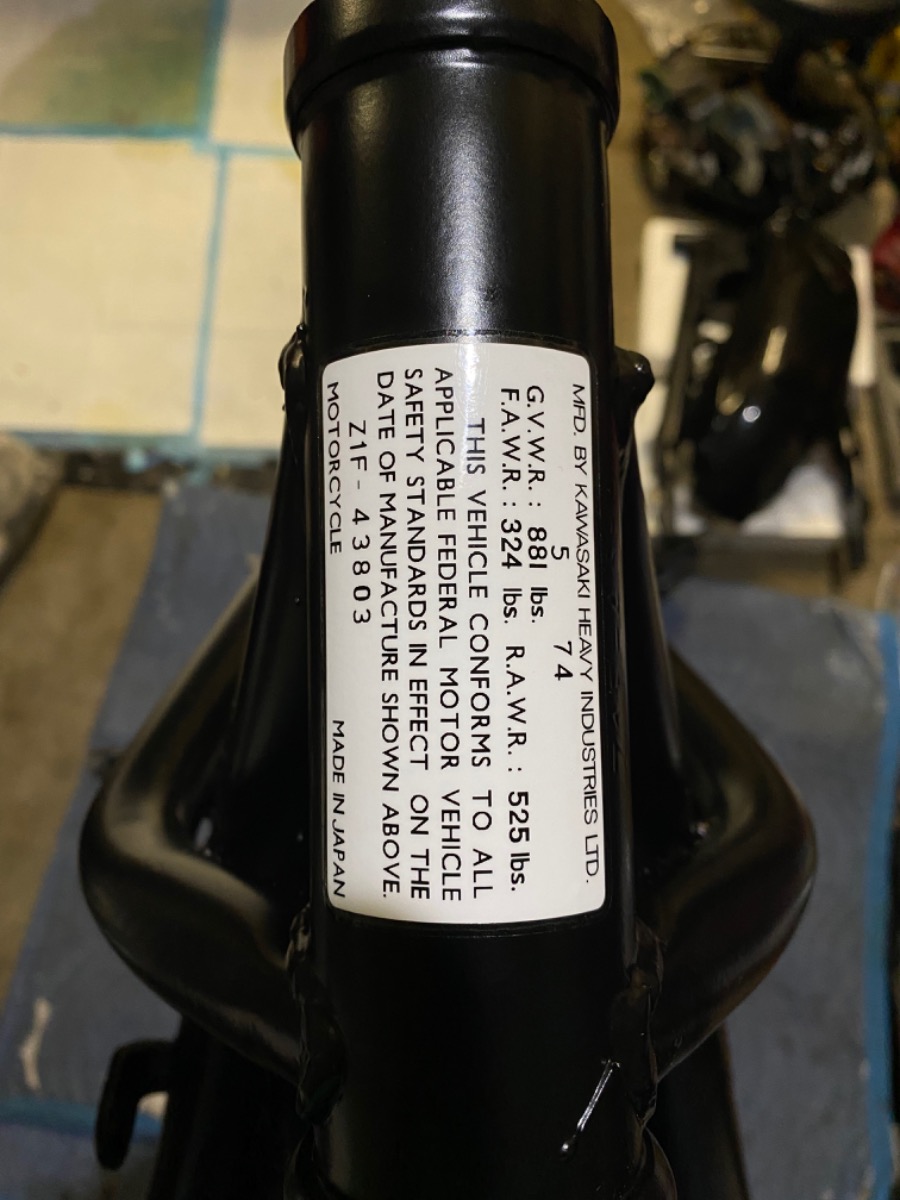 MFD. BY KAWASAKI HEAVY INDUSTRIES LTD.
5 74
G.V.W.R. : 881 lbs.
F.A.W.R. : 324 lbs. R.A.W.R. : 525 lbs.
THIS VEHICLE CONFORMS TO ALL
APPLICABLE FEDERAL MOTOR VEHICLE
SAFETY STANDARDS IN EFFECT ON THE
DATE OF MANUFACTURE SHOWN ABOVE.
Z1F - 43803
MOTORCYCLE MADE IN JAPAN